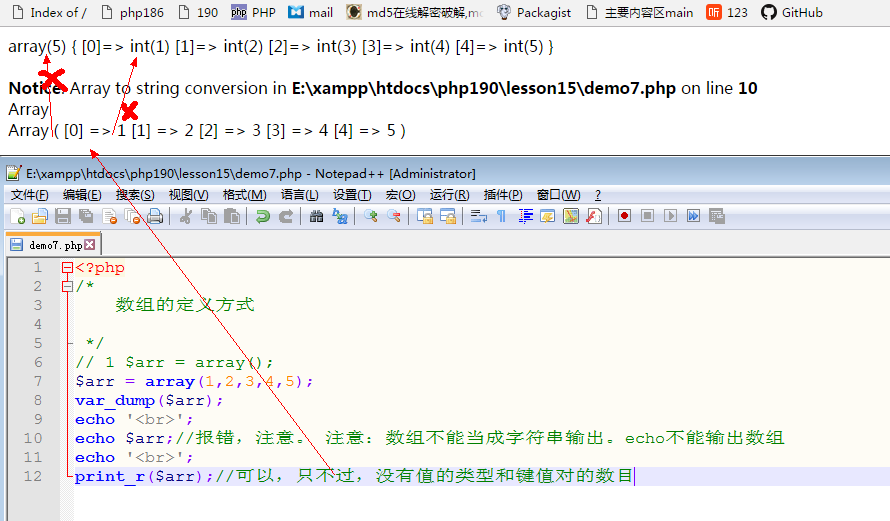 Index of / php186 190 php PHP mail md5在线解密破解,mc Packagist 主要内容区main 听 123 GitHub
array(5) { [0]=> int(1) [1]=> int(2) [2]=> int(3) [3]=> int(4) [4]=> int(5) }
Notice: Array to string conversion in E:\xampp\htdocs\php190\lesson15\demo7.php on line 10
Array
Array ( [0] => 1 [1] => 2 [2] => 3 [3] => 4 [4] => 5 )
E:\xampp\htdocs\php190\lesson15\demo7.php - Notepad++ [Administrator]
文件(F) 编辑(E) 搜索(S) 视图(V) 格式(M) 语言(L) 设置(T) 宏(O) 运行(R) 插件(P) 窗口(W) ?
demo7.php
1 <?php
2 /*
3 数组的定义方式
4
5 */
6 // 1 $arr = array();
7 $arr = array(1,2,3,4,5);
8 var_dump($arr);
9 echo '<br>';
10 echo $arr;//报错，注意。 注意：数组不能当成字符串输出。echo不能输出数组
11 echo '<br>';
12 print_r($arr);//可以，只不过，没有值的类型和键值对的数目